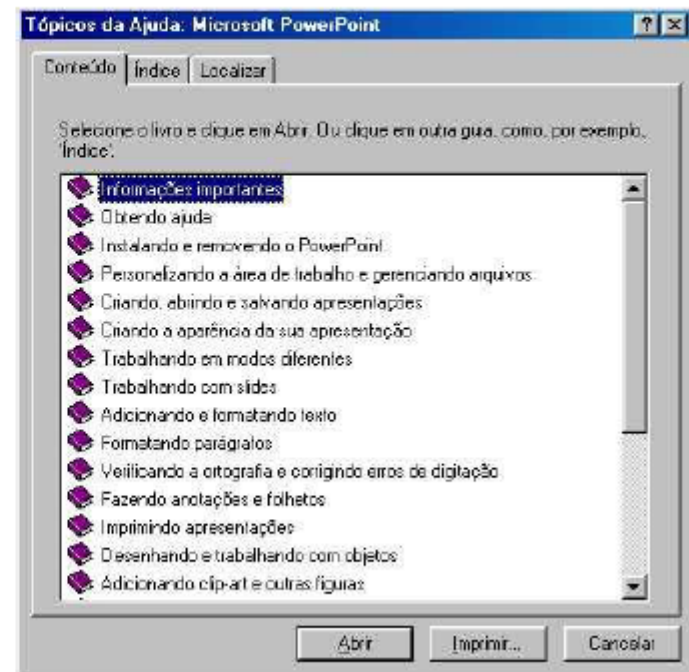 Tópicos da Ajuda: Microsoft PowerPoint
Conteúdo Índice Localizar
Selecione o livro e clique em Abrir. Ou clique em outra guia, como, por exemplo,
'Índice'.
Informações importantes
Obtendo ajuda
Instalando e removendo o PowerPoint
Personalizando a área de trabalho e gerenciando arquivos
Criando, abrindo e salvando apresentações
Criando a aparência da sua apresentação
Trabalhando em modos diferentes
Trabalhando com slides
Adicionando e formatando texto
Formatando parágrafos
Verificando a ortografia e corrigindo erros de digitação
Fazendo anotações e folhetos
Imprimindo apresentações
Desenhando e trabalhando com objetos
Adicionando clip-art e outras figuras
Abrir Imprimir... Cancelar